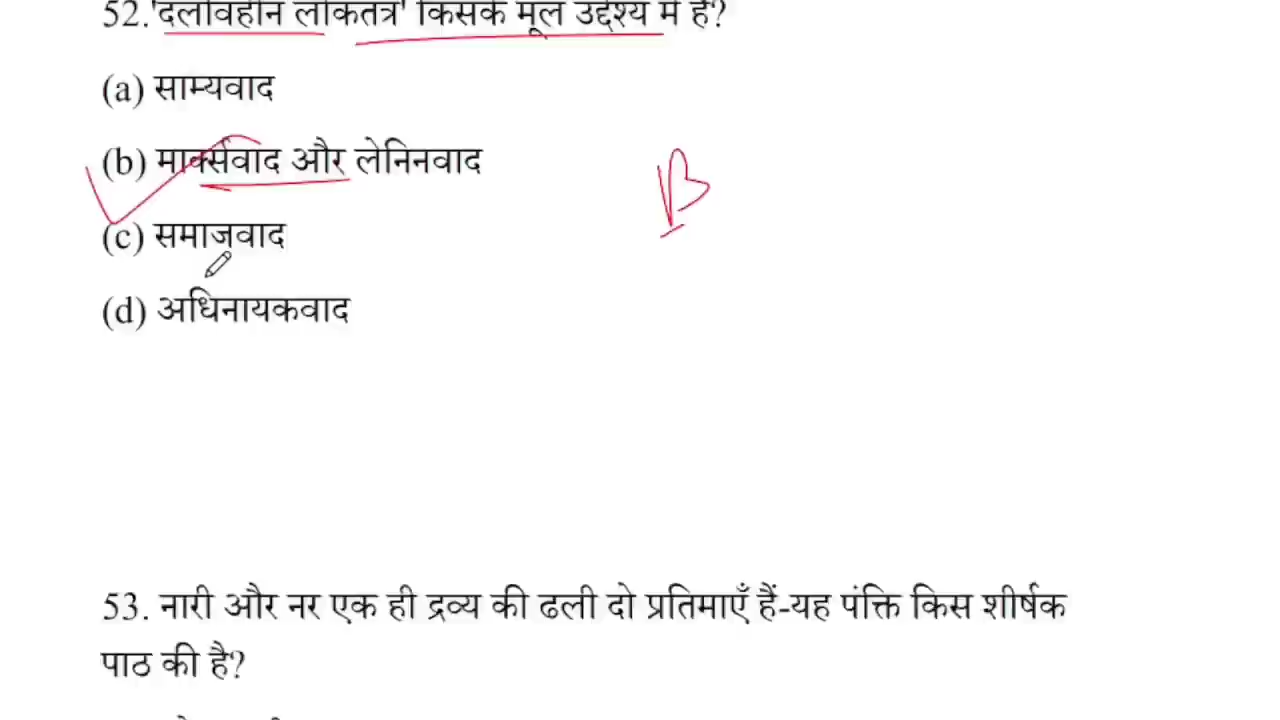 52.'दलविहीन लोकतंत्र' किसके मूल उद्देश्य में है?
(a) साम्यवाद
(b) मार्क्सवाद और लेनिनवाद
B
(c) समाजवाद
(d) अधिनायकवाद
53. नारी और नर एक ही द्रव्य की ढली दो प्रतिमाएँ हैं-यह पंक्ति किस शीर्षक
पाठ की है?